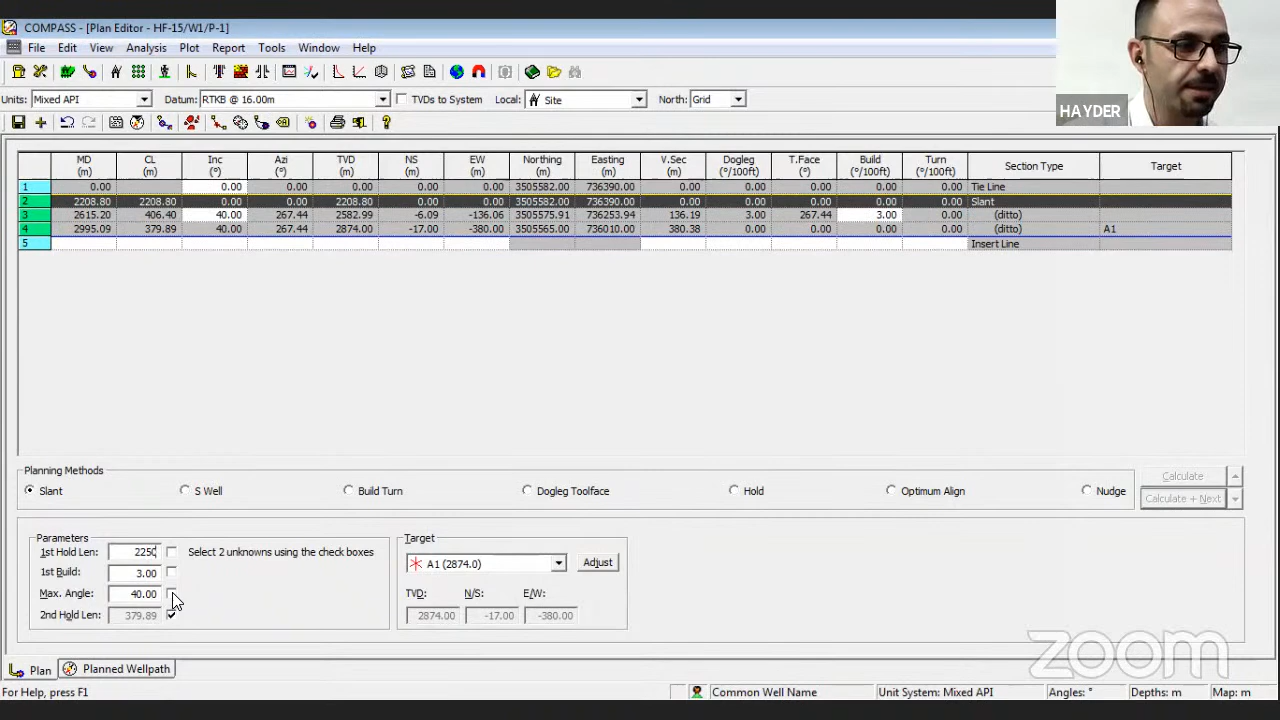 COMPASS - [Plan Editor - HF-15/W1/P-1]
File Edit View Analysis Plot Report Tools Window Help
Units: Mixed API Datum: RTKB @ 16.00m TVDs to System Local: Site North: Grid
HAYDER
MD (m) CL (m) Inc (°) Azi (°) TVD (m) NS (m) EW (m) Northing (m) Easting (m) V.Sec (m) Dogleg (°/100ft) T.Face (°) Build (°/100ft) Turn (°/100ft) Section Type Target
1 0.00 0.00 0.00 0.00 0.00 0.00 3505582.00 736390.00 0.00 0.00 0.00 0.00 0.00 Tie Line
2 2208.80 2208.80 0.00 0.00 2208.80 0.00 0.00 3505582.00 736390.00 0.00 0.00 0.00 0.00 0.00 Slant
3 2615.20 406.40 40.00 267.44 2582.99 -6.09 -136.06 3505575.91 736253.94 136.19 3.00 267.44 3.00 0.00 (ditto)
4 2995.09 379.89 40.00 267.44 2874.00 -17.00 -380.00 3505565.00 736010.00 380.38 0.00 0.00 0.00 0.00 (ditto) A1
5 Insert Line
Planning Methods
Slant S Well Build Turn Dogleg Toolface Hold Optimum Align Nudge
Calculate
Calculate + Next
Parameters
1st Hold Len: 2250 Select 2 unknowns using the check boxes
1st Build: 3.00
Max. Angle: 40.00
2nd Hold Len: 379.89
Target
A1 (2874.0) Adjust
TVD: N/S: E/W:
2874.00 -17.00 -380.00
zoom
Plan Planned Wellpath
For Help, press F1 Common Well Name Unit System: Mixed API Angles: ° Depths: m Map: m